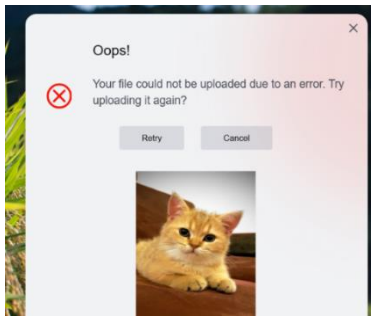 Oops!
Your file could not be uploaded due to an error. Try
uploading it again?
Retry Cancel